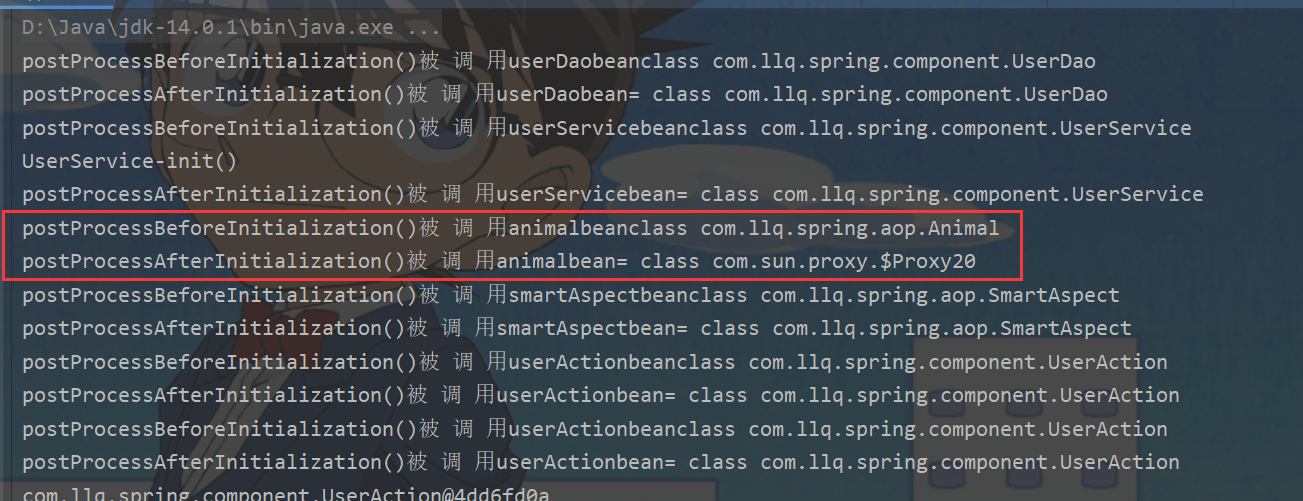 D:\Java\jdk-14.0.1\bin\java.exe ...
postProcessBeforeInitialization()被 调 用userDaobeanclass com.llq.spring.component.UserDao
postProcessAfterInitialization()被 调 用userDaobean= class com.llq.spring.component.UserDao
postProcessBeforeInitialization()被 调 用userServicebeanclass com.llq.spring.component.UserService
UserService-init()
postProcessAfterInitialization()被 调 用userServicebean= class com.llq.spring.component.UserService
postProcessBeforeInitialization()被 调 用animalbeanclass com.llq.spring.aop.Animal
postProcessAfterInitialization()被 调 用animalbean= class com.sun.proxy.$Proxy20
postProcessBeforeInitialization()被 调 用smartAspectbeanclass com.llq.spring.aop.SmartAspect
postProcessAfterInitialization()被 调 用smartAspectbean= class com.llq.spring.aop.SmartAspect
postProcessBeforeInitialization()被 调 用userActionbeanclass com.llq.spring.component.UserAction
postProcessAfterInitialization()被 调 用userActionbean= class com.llq.spring.component.UserAction
postProcessBeforeInitialization()被 调 用userActionbeanclass com.llq.spring.component.UserAction
postProcessAfterInitialization()被 调 用userActionbean= class com.llq.spring.component.UserAction
com.llq.spring.component.UserAction@4dd6fd0a